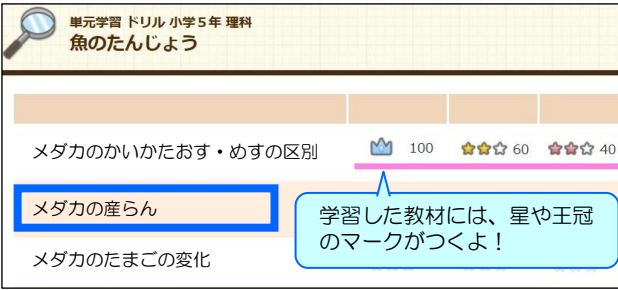 単元学習 ドリル 小学5年 理科
魚のたんじょう
メダカのかいかたおす・めすの区別 100 60 40
メダカの産らん
学習した教材には、星や王冠
のマークがつくよ！
メダカのたまごの変化